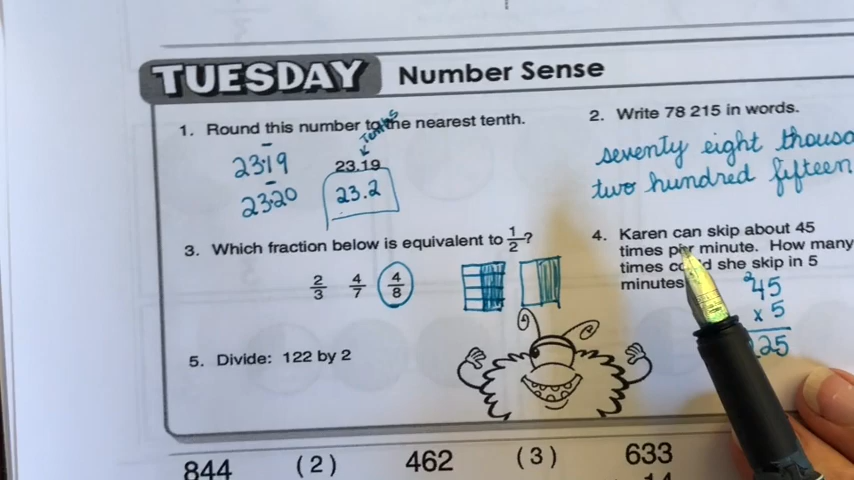 TUESDAY Number Sense
1. Round this number to the nearest tenth.
Tenths
23.19
23.19
23.20
23.2
2. Write 78 215 in words.
seventy eight
two hundred fifteen
3. Which fraction below is equivalent to 1/2?
2/3 4/7 4/8
4. Karen can skip about 45
times per minute. How many
times could she skip in 5
minutes
2
45
x 5
225
5. Divide: 122 by 2
844 (2) 462 (3) 633